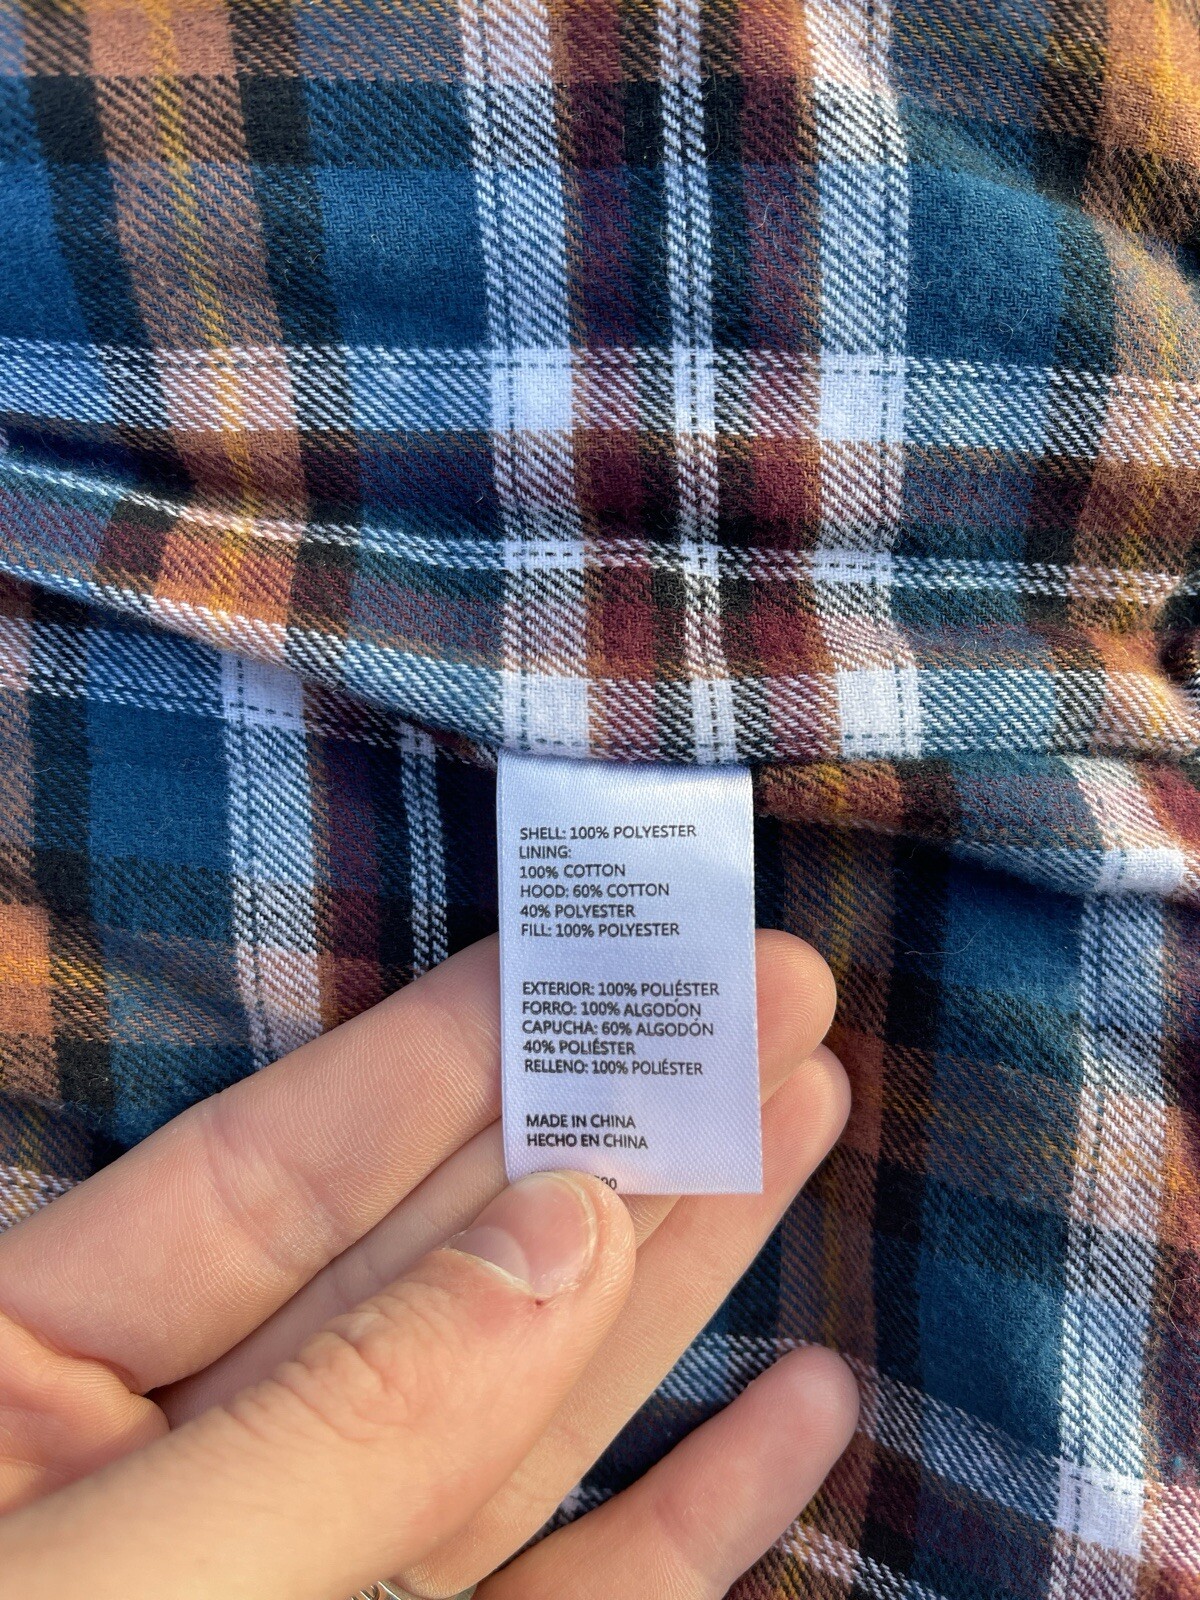 SHELL: 100% POLYESTER
LINING:
100% COTTON
HOOD: 60% COTTON
40% POLYESTER
FILL: 100% POLYESTER
EXTERIOR: 100% POLIÉSTER
FORRO: 100% ALGODÓN
CAPUCHA: 60% ALGODÓN
40% POLIÉSTER
RELLENO: 100% POLIÉSTER
MADE IN CHINA
HECHO EN CHINA